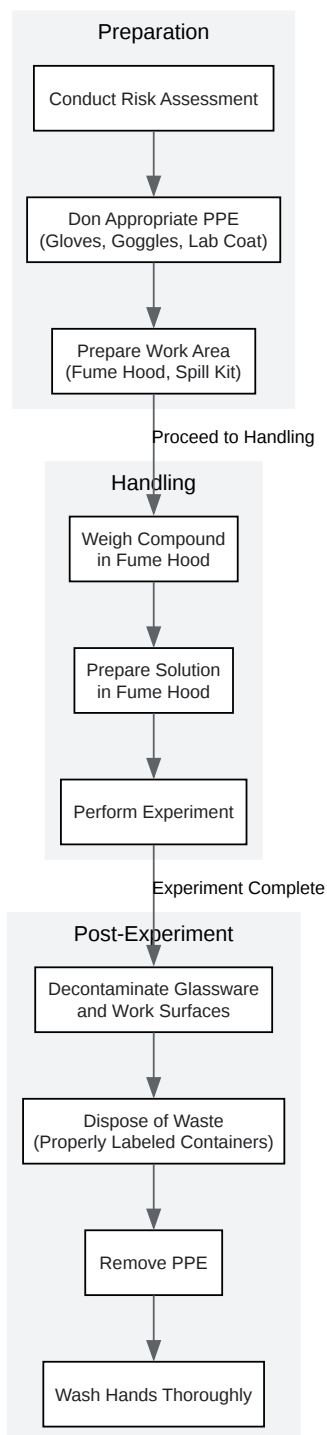 Preparation
Conduct Risk Assessment
Don Appropriate PPE
(Gloves, Goggles, Lab Coat)
Prepare Work Area
(Fume Hood, Spill Kit)
Proceed to Handling
Handling
Weigh Compound
in Fume Hood
Prepare Solution
in Fume Hood
Perform Experiment
Experiment Complete
Post-Experiment
Decontaminate Glassware
and Work Surfaces
Dispose of Waste
(Properly Labeled Containers)
Remove PPE
Wash Hands Thoroughly